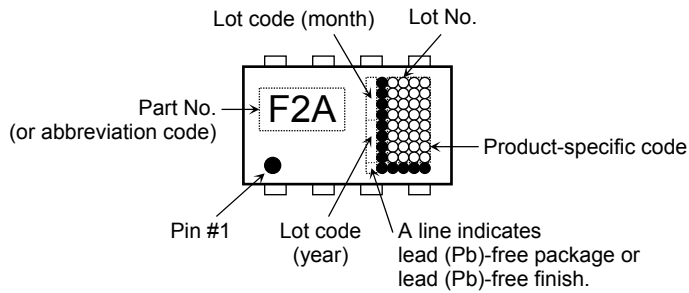 Lot code (month)
Lot No.
Part No.
(or abbreviation code)
F2A
Product-specific code
Pin #1
Lot code
(year)
A line indicates
lead (Pb)-free package or
lead (Pb)-free finish.